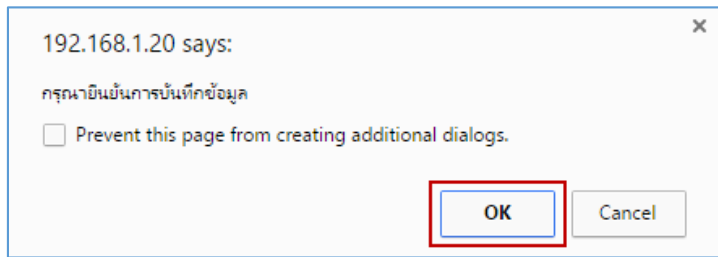 192.168.1.20 says:
กรุณายืนยันการบันทึกข้อมูล
Prevent this page from creating additional dialogs.
OK
Cancel